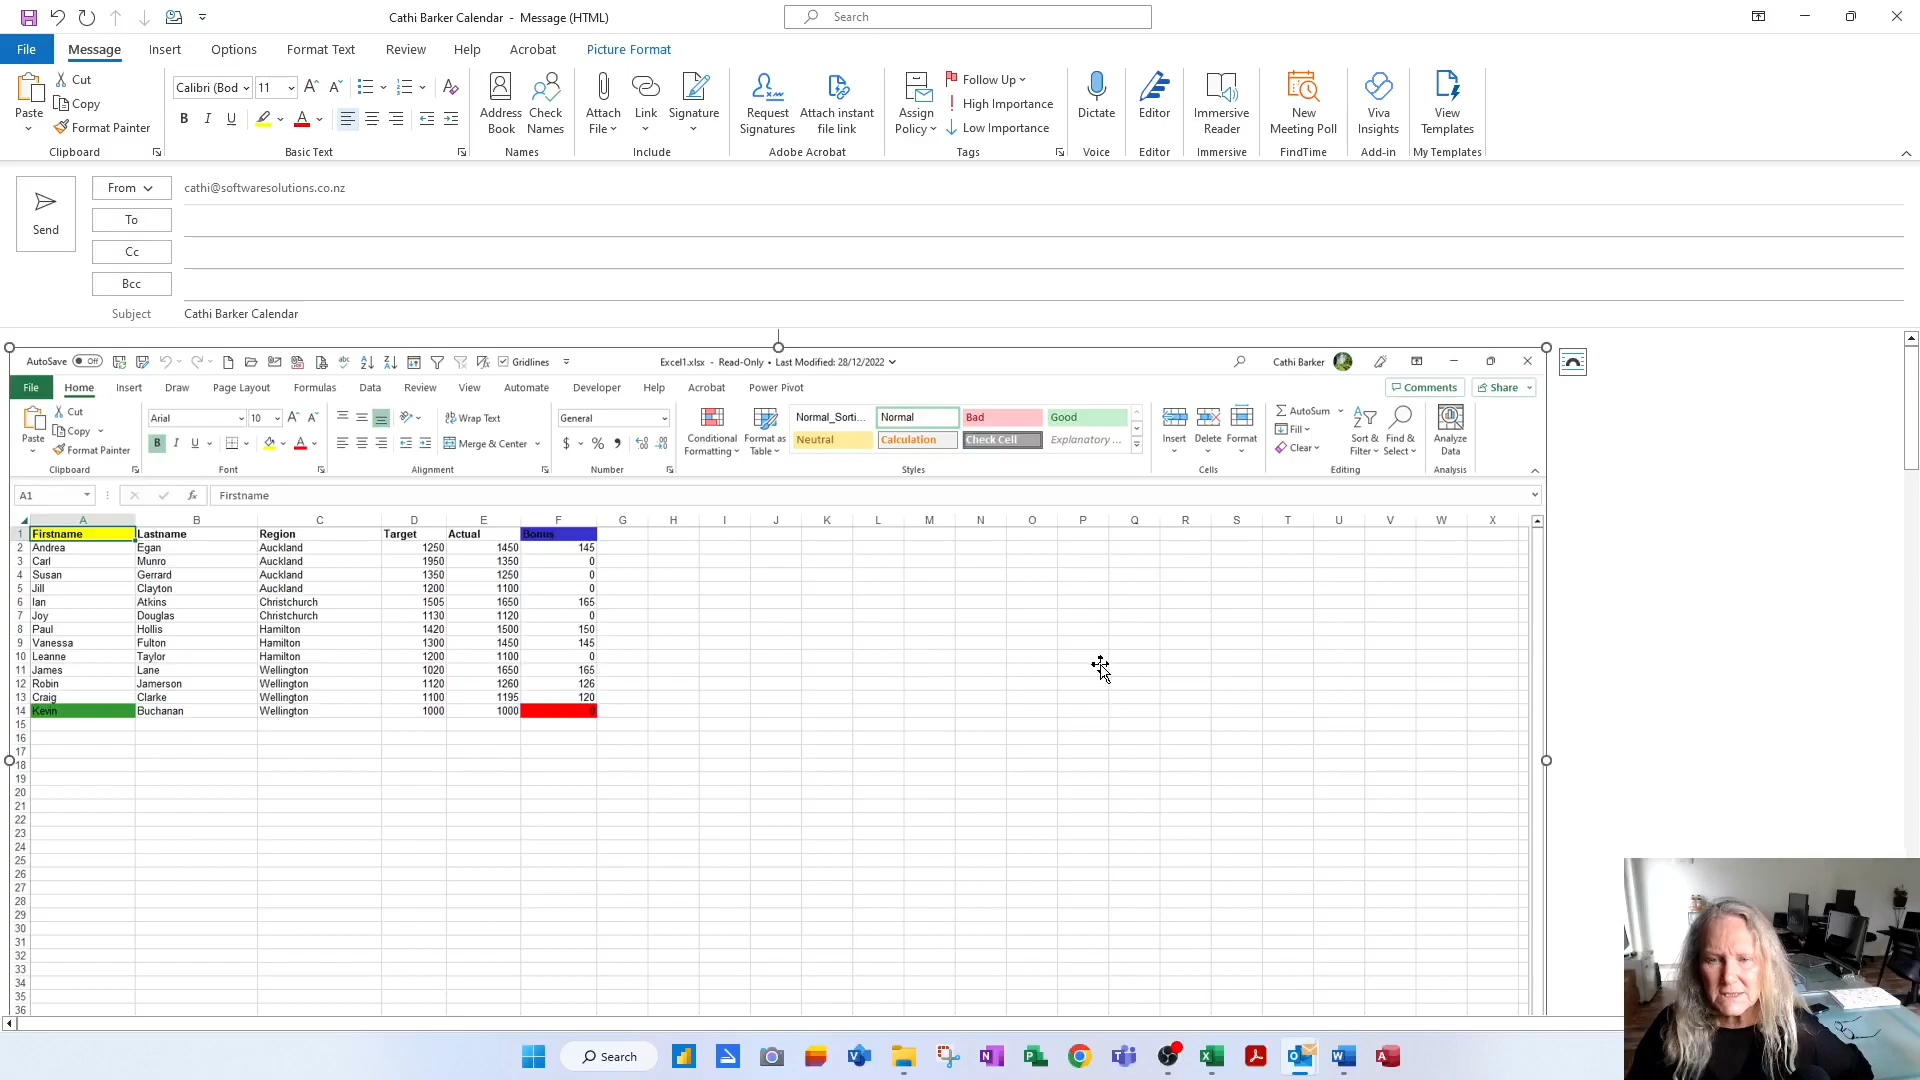 Cathi Barker Calendar - Message (HTML)
Search
File Message Insert Options Format Text Review Help Acrobat Picture Format
Paste
Cut
Copy
Format Painter
Clipboard
Calibri (Bod 11
B I U
Basic Text
Address Book
Check Names
Names
Attach File
Link
Signature
Include
Request Signatures
Attach instant file link
Adobe Acrobat
Assign Policy
Follow Up
High Importance
Low Importance
Tags
Dictate
Voice
Editor
Editor
Immersive Reader
Immersive
New Meeting Poll
FindTime
Viva Insights
Add-in
View Templates
My Templates
Send
From cathi@softwaresolutions.co.nz
To
Cc
Bcc
Subject Cathi Barker Calendar
AutoSave Off Gridlines Excel1.xlsx - Read-Only • Last Modified: 28/12/2022 Cathi Barker
File Home Insert Draw Page Layout Formulas Data Review View Automate Developer Help Acrobat Power Pivot Comments Share
Paste
Cut
Copy
Format Painter
Clipboard
Arial 10
B I U
Font
Wrap Text
Merge & Center
Alignment
General
$ % ,
Number
Conditional Formatting
Format as Table
Normal_Sorti... Normal Bad Good
Neutral Calculation Check Cell Explanatory ...
Styles
Insert Delete Format
Cells
AutoSum
Fill
Clear
Sort & Filter
Find & Select
Editing
Analyze Data
Analysis
A1 fx Firstname
A B C D E F G H I J K L M N O P Q R S T U V W X
1 Firstname Lastname Region Target Actual Bonus
2 Andrea Egan Auckland 1250 1450 145
3 Carl Munro Auckland 1950 1350 0
4 Susan Gerrard Auckland 1350 1250 0
5 Jill Clayton Auckland 1200 1100 0
6 Ian Atkins Christchurch 1505 1650 165
7 Joy Douglas Christchurch 1130 1120 0
8 Paul Hollis Hamilton 1420 1500 150
9 Vanessa Fulton Hamilton 1300 1450 145
10 Leanne Taylor Hamilton 1200 1100 0
11 James Lane Wellington 1020 1650 165
12 Robin Jamerson Wellington 1120 1260 126
13 Craig Clarke Wellington 1100 1195 120
14 Kevin Buchanan Wellington 1000 1000 0
15
16
17
18
19
20
21
22
23
24
25
26
27
28
29
30
31
32
33
34
35
36
Search